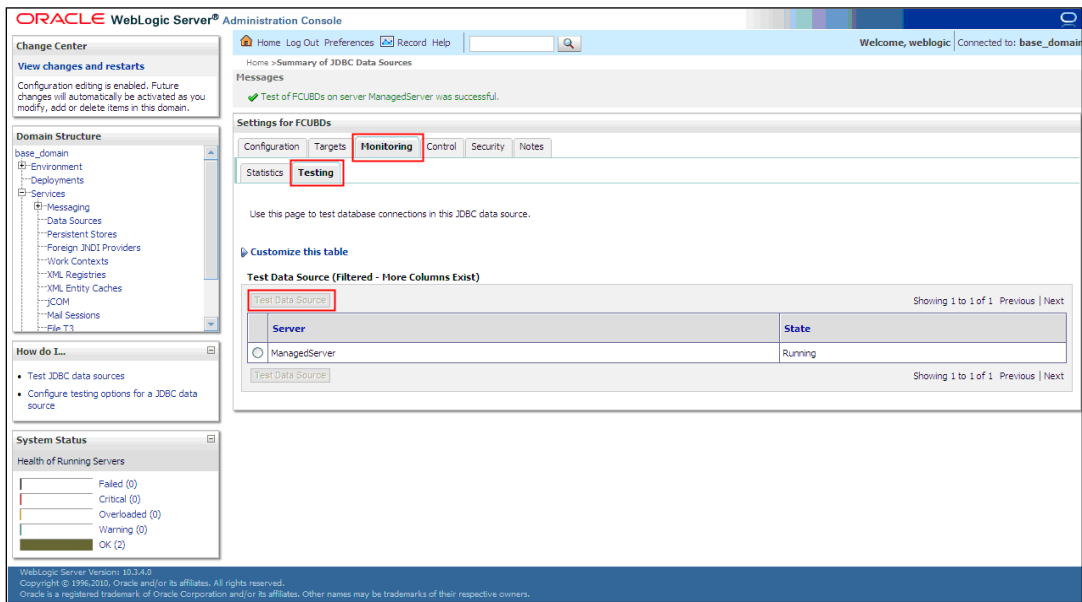 ORACLE WebLogic Server® Administration Console
Change Center
View changes and restarts
Configuration editing is enabled. Future
changes will automatically be activated as you
modify, add or delete items in this domain.
Domain Structure
base_domain
Environment
Deployments
Services
Messaging
Data Sources
Persistent Stores
Foreign JNDI Providers
Work Contexts
XML Registries
XML Entity Caches
jCOM
Mail Sessions
File T3
How do I...
Test JDBC data sources
Configure testing options for a JDBC data
source
System Status
Health of Running Servers
Failed (0)
Critical (0)
Overloaded (0)
Warning (0)
OK (2)
Home Log Out Preferences Record Help
Welcome, weblogic Connected to: base_domain
Home >Summary of JDBC Data Sources
Messages
Test of FCUBDs on server ManagedServer was successful.
Settings for FCUBDs
Configuration Targets Monitoring Control Security Notes
Statistics Testing
Use this page to test database connections in this JDBC data source.
Customize this table
Test Data Source (Filtered - More Columns Exist)
Test Data Source Showing 1 to 1 of 1 Previous | Next
Server State
ManagedServer Running
Test Data Source Showing 1 to 1 of 1 Previous | Next
WebLogic Server Version: 10.3.4.0
Copyright © 1996,2010, Oracle and/or its affiliates. All rights reserved.
Oracle is a registered trademark of Oracle Corporation and/or its affiliates. Other names may be trademarks of their respective owners.